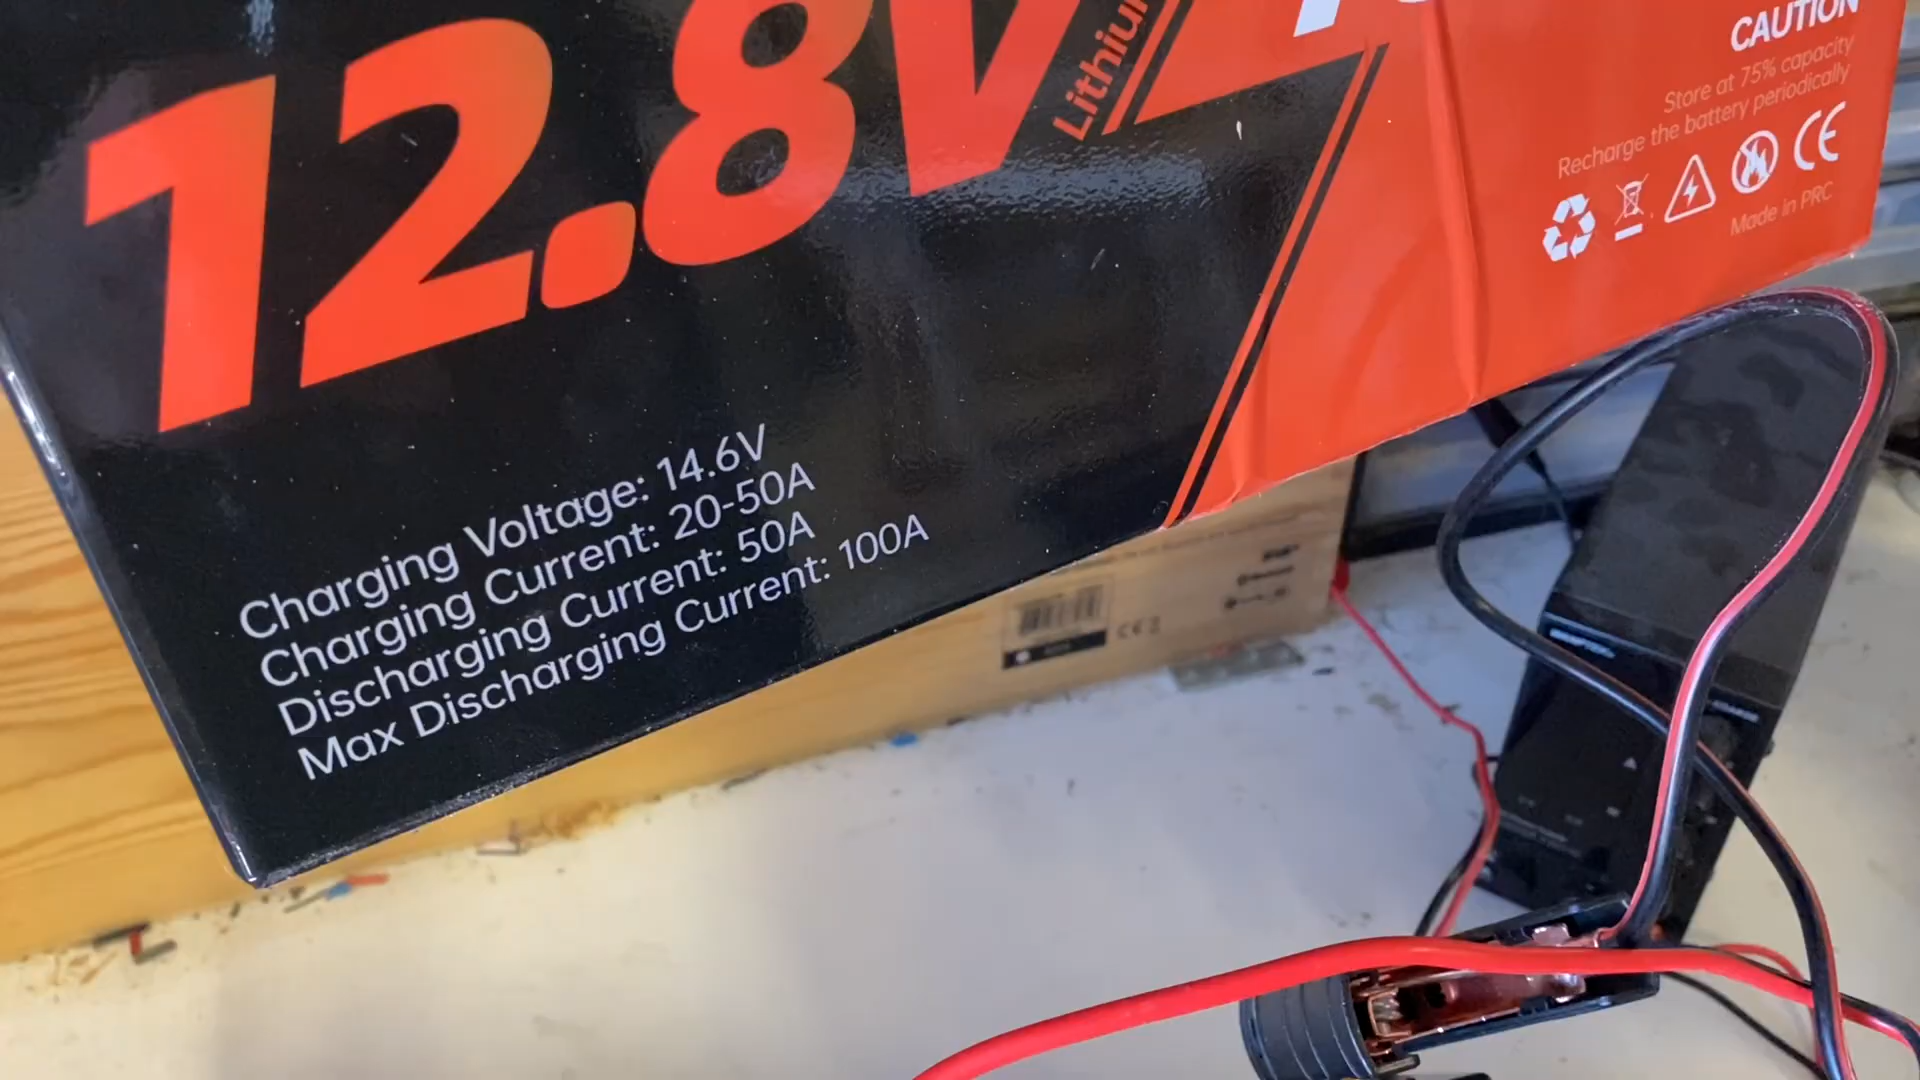 12.8V
Lithium
CAUTION
Store at 75% capacity
Recharge the battery periodically
CE
Made in PRC
Charging Voltage: 14.6V
Charging Current: 20-50A
Discharging Current: 50A
Max Discharging Current: 100A